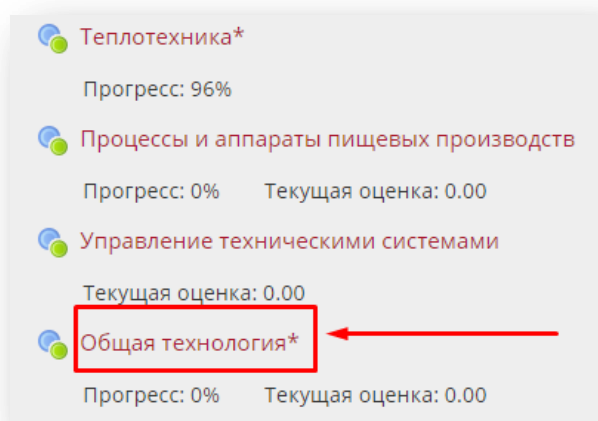 Теплотехника*
Прогресс: 96%
Процессы и аппараты пищевых производств
Прогресс: 0% Текущая оценка: 0.00
Управление техническими системами
Текущая оценка: 0.00
Общая технология*
Прогресс: 0% Текущая оценка: 0.00